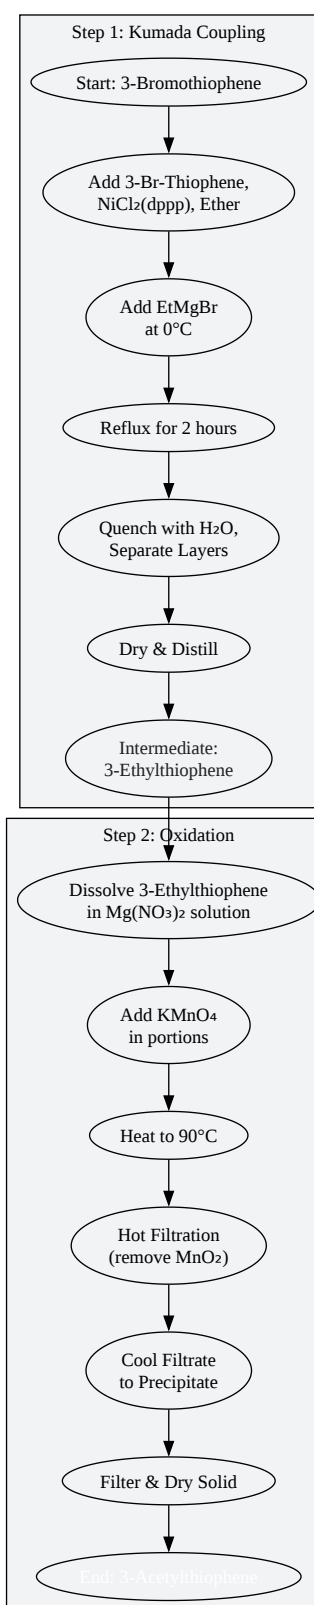 Step 1: Kumada Coupling
Start: 3-Bromothiophene
Add 3-Br-Thiophene,
NiCl₂(dppp), Ether
Add EtMgBr
at 0°C
Reflux for 2 hours
Quench with H₂O,
Separate Layers
Dry & Distill
Intermediate:
3-Ethylthiophene
Step 2: Oxidation
Dissolve 3-Ethylthiophene
in Mg(NO₃)₂ solution
Add KMnO₄
in portions
Heat to 90°C
Hot Filtration
(remove MnO₂)
Cool Filtrate
to Precipitate
Filter & Dry Solid
End: 3-Acetylthiophene